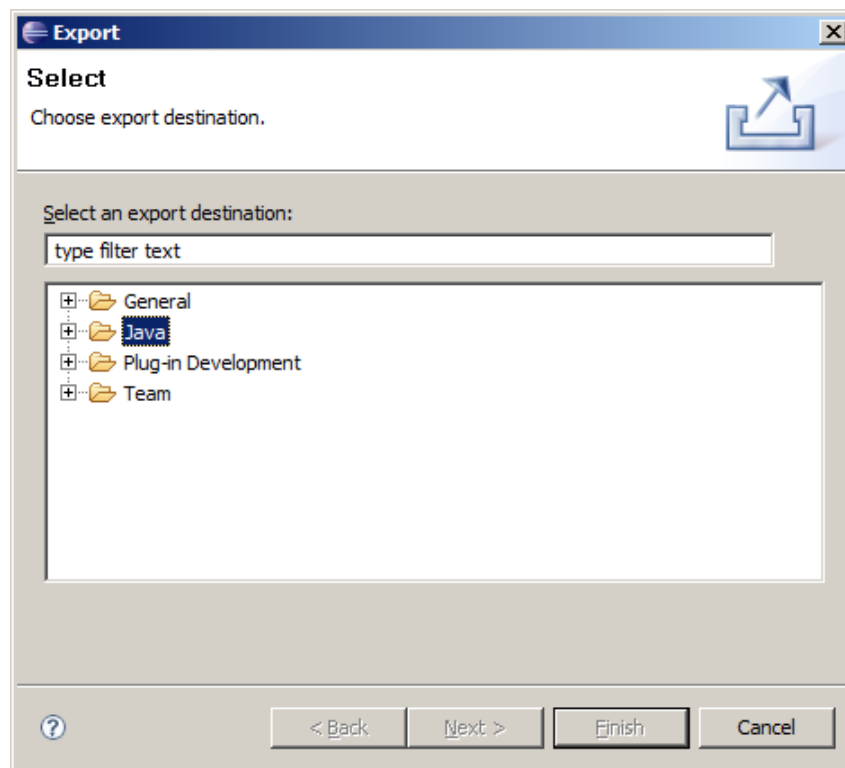 Export
Select
Choose export destination.
Select an export destination:
type filter text
General
Java
Plug-in Development
Team
< Back Next > Finish Cancel